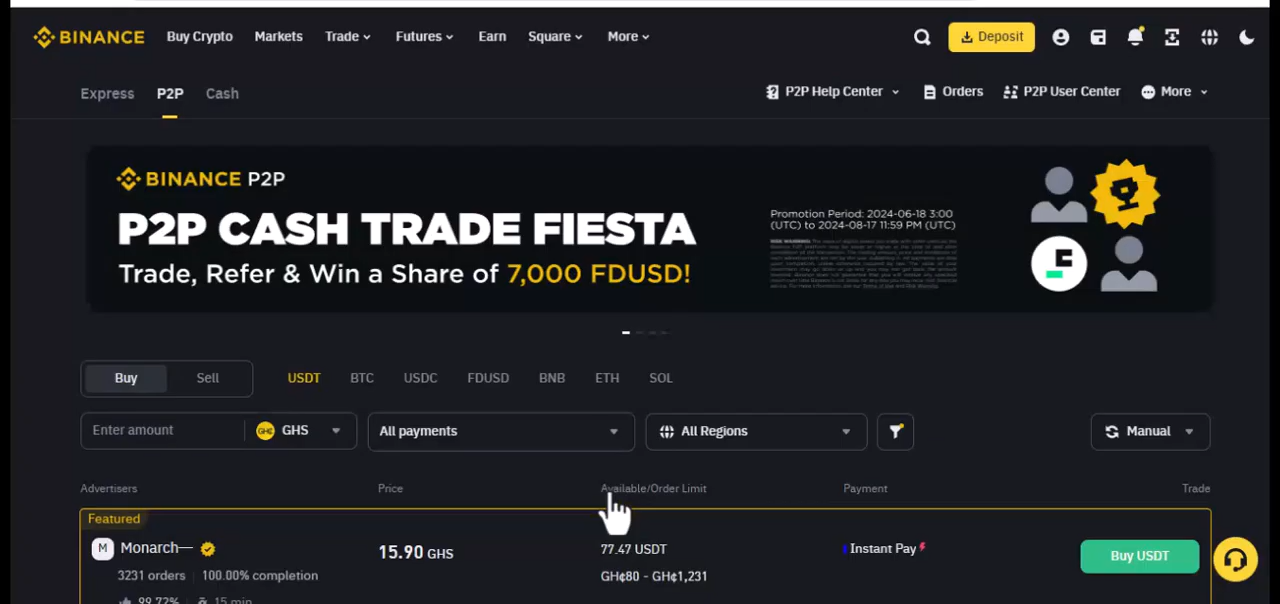 BINANCE Buy Crypto Markets Trade Futures Earn Square More Deposit
Express P2P Cash P2P Help Center Orders P2P User Center More
BINANCE P2P
P2P CASH TRADE FIESTA
Trade, Refer & Win a Share of 7,000 FDUSD!
Promotion Period: 2024-06-18 3:00
(UTC) to 2024-08-17 11:59 PM (UTC)
Buy Sell USDT BTC USDC FDUSD BNB ETH SOL
Enter amount GHS All payments All Regions Manual
Advertisers Price Available/Order Limit Payment Trade
Featured
M Monarch— 15.90 GHS 77.47 USDT Instant Pay Buy USDT
3231 orders 100.00% completion GH¢80 - GH¢1,231
99.72% 15 min